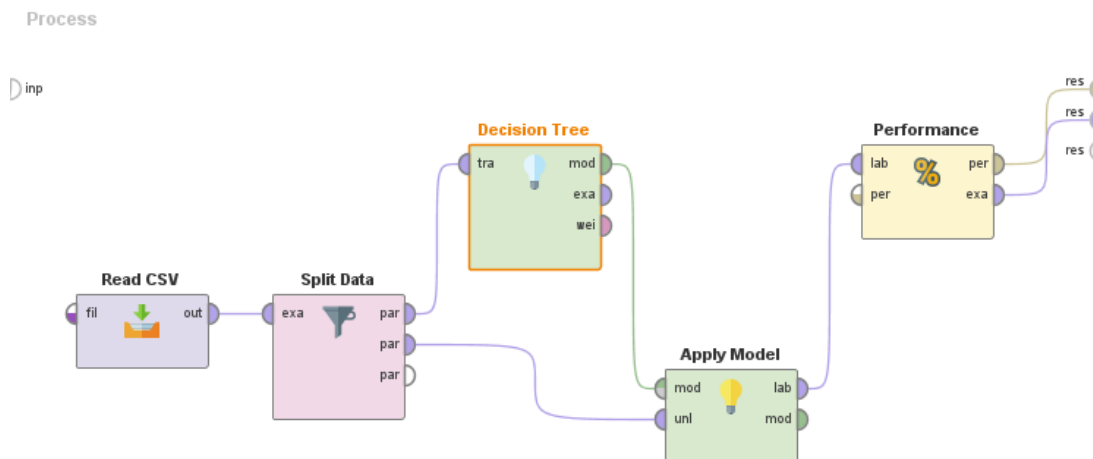 Process
inp
Read CSV
fil
out
Split Data
exa
par
par
par
Decision Tree
tra
mod
exa
wei
Apply Model
mod
unl
lab
mod
Performance
%
lab
per
per
exa
res
res
res